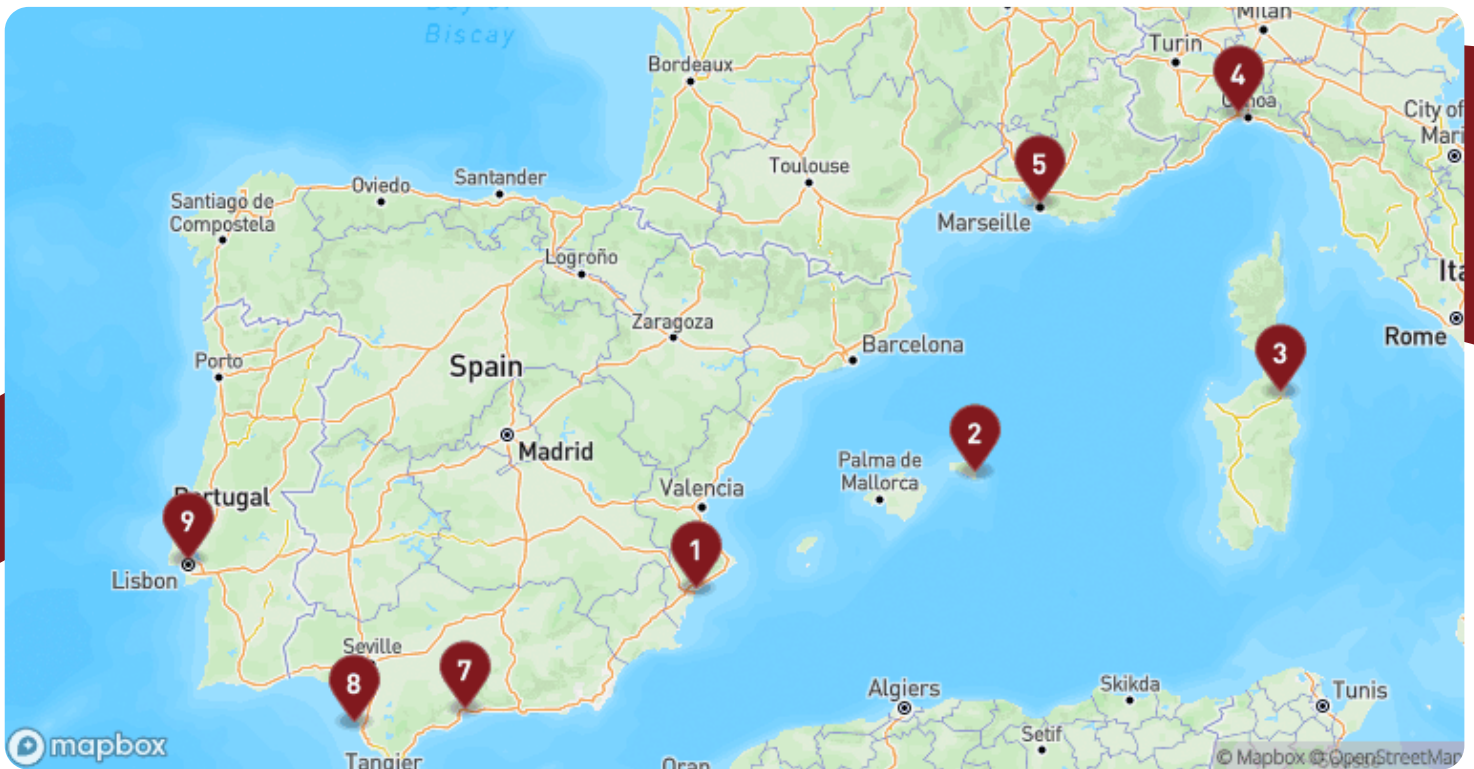 Bay of
Biscay
Milan
Turin
4
Bordeaux
City of
Mari
5
Toulouse
Santander
Oviedo
Santiago de
Compostela
Marseille
Logroño
Ita
Zaragoza
Rome
Barcelona
3
Porto
Spain
2
Madrid
Palma de
Mallorca
Valencia
Portugal
9
1
Lisbon
Seville
7
8
Algiers
Skikda
Tunis
Setif
mapbox
Tangier
Oran
© Mapbox © OpenStreetMap